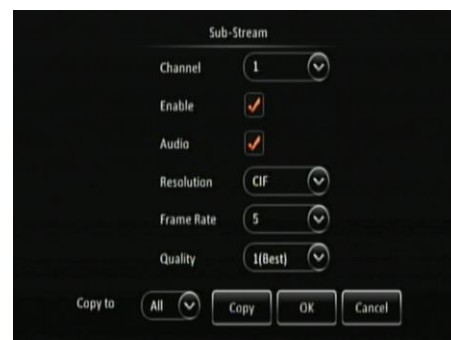 Sub-Stream
Channel 1
Enable
Audio
Resolution CIF
Frame Rate 5
Quality 1(Best)
Copy to All Copy OK Cancel